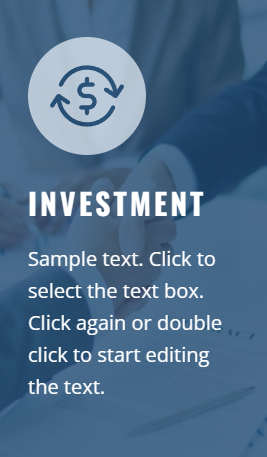 INVESTMENT
Sample text. Click to
select the text box.
Click again or double
click to start editing
the text.